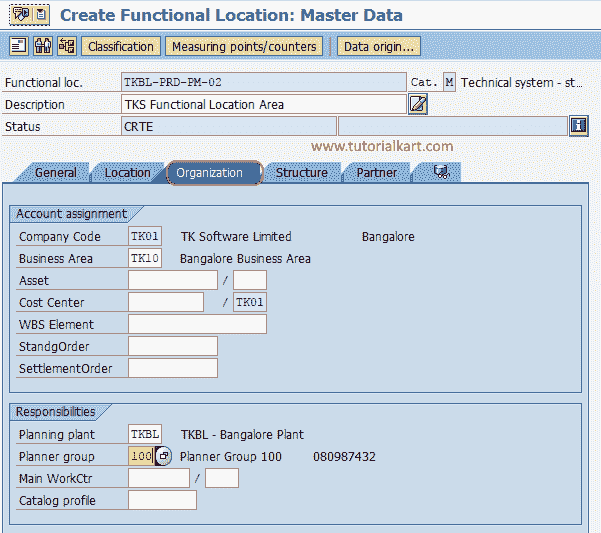 Create Functional Location: Master Data
Classification Measuring points/counters Data origin...
Functional loc. TKBL-PRD-PM-02 Cat. M Technical system - st...
Description TKS Functional Location Area
Status CRTE
www.tutorialkart.com
General Location Organization Structure Partner
Account assignment
Company Code TK01 TK Software Limited Bangalore
Business Area TK10 Bangalore Business Area
Asset /
Cost Center / TK01
WBS Element
StandgOrder
SettlementOrder
Responsibilities
Planning plant TKBL TKBL - Bangalore Plant
Planner group 100 Planner Group 100 080987432
Main WorkCtr /
Catalog profile